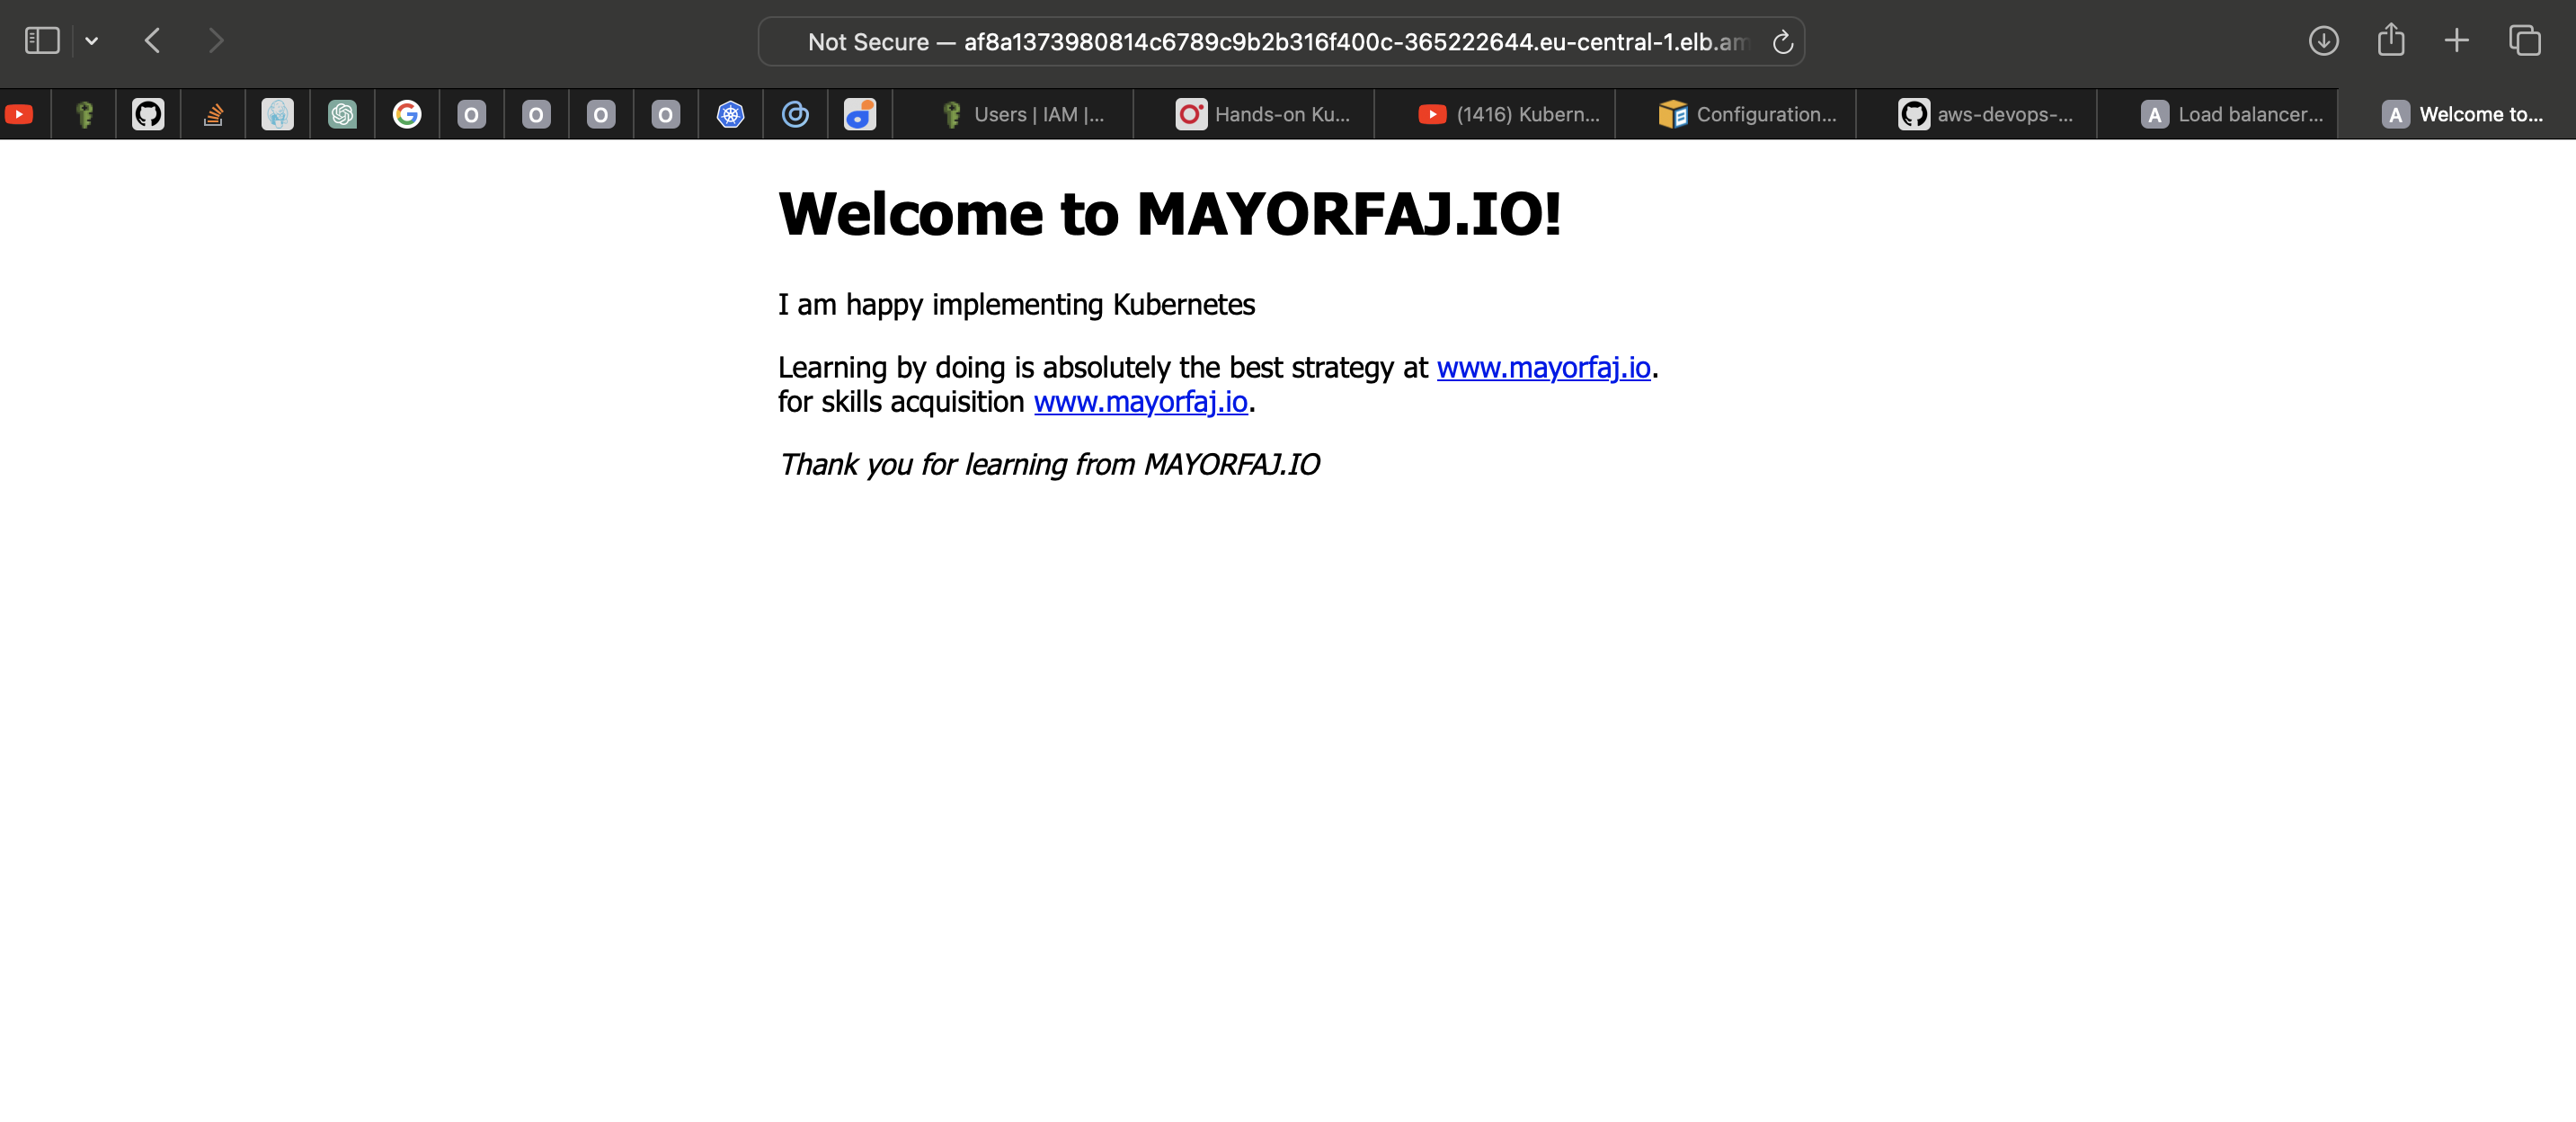 Not Secure — af8a1373980814c6789c9b2b316f400c-365222644.eu-central-1.elb.am
Users | IAM |...
Hands-on Ku...
(1416) Kubern...
Configuration...
aws-devops-...
A Load balancer...
A Welcome to...
Welcome to MAYORFAJ.IO!
I am happy implementing Kubernetes
Learning by doing is absolutely the best strategy at www.mayorfaj.io.
for skills acquisition www.mayorfaj.io.
Thank you for learning from MAYORFAJ.IO